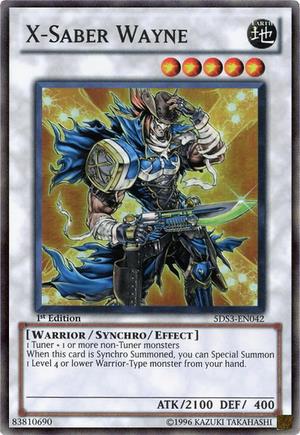 X-Saber Wayne
EARTH
地
1st Edition
5DS3-EN042
[Warrior / Synchro/Effect]
1 Tuner + 1 or more non-Tuner monsters
When this card is Synchro Summoned, you can Special Summon
1 Level 4 or lower Warrior-Type monster from your hand.
ATK/2100 DEF/ 400
83810690
©1996 KAZUKI TAKAHASHI